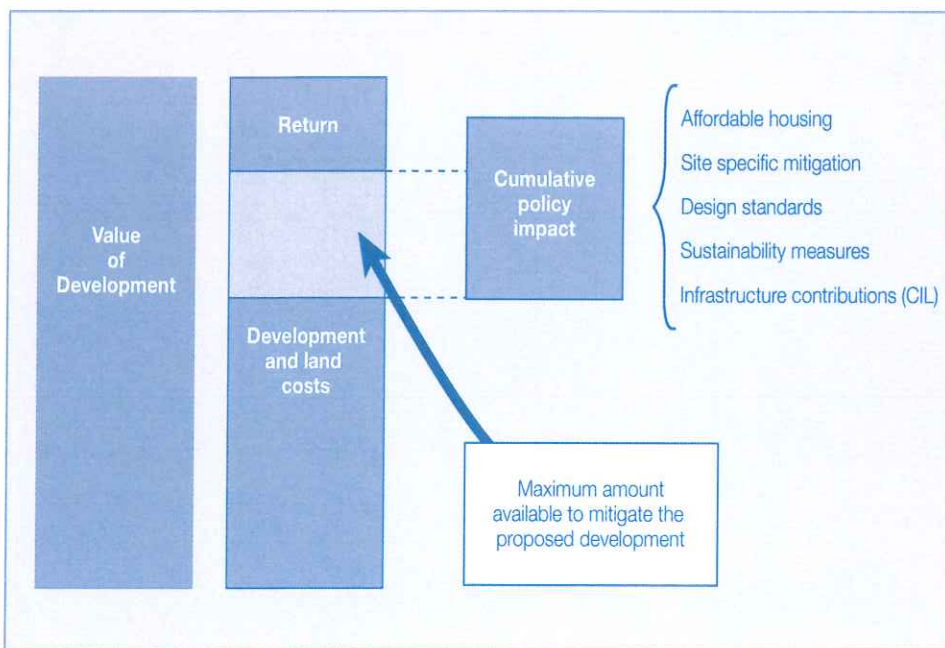 Value
of
Development
Return
Development
and land
costs
Cumulative
policy
impact
Affordable housing
Site specific mitigation
Design standards
Sustainability measures
Infrastructure contributions (CIL)
Maximum amount
available to mitigate the
proposed development